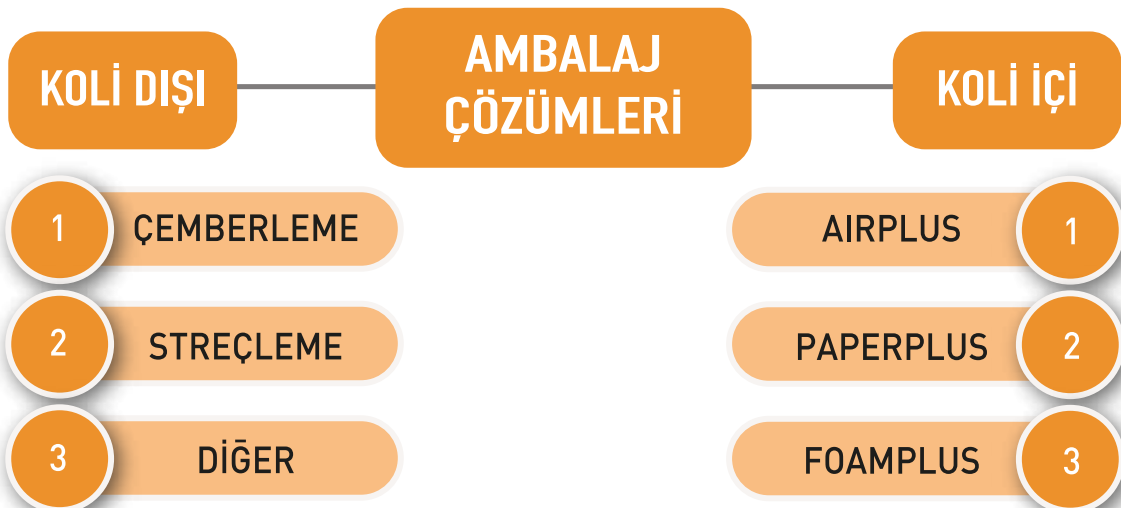 KOLİ DIŞI
AMBALAJ
ÇÖZÜMLERİ
KOLİ İÇİ
1 ÇEMBERLEME
2 STREÇLEME
3 DİĞER
AIRPLUS 1
PAPERPLUS 2
FOAMPLUS 3